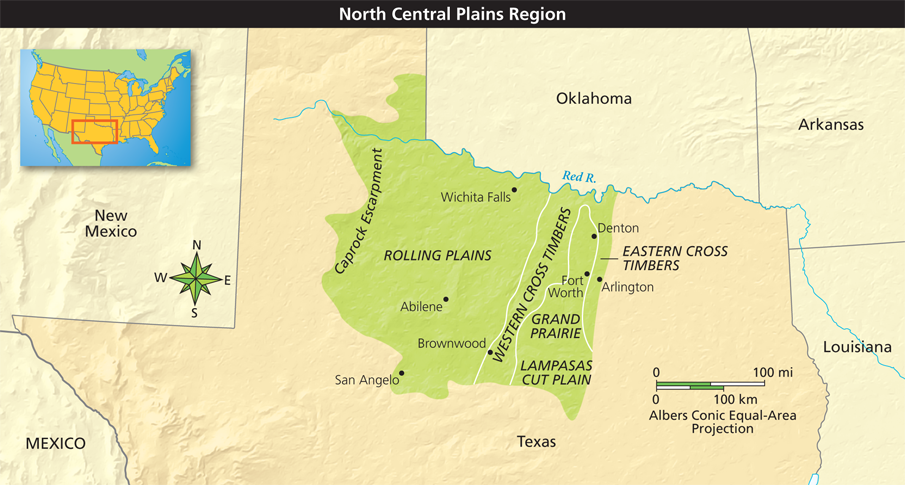 North Central Plains Region
Oklahoma
Arkansas
Red R.
Wichita Falls
New
Mexico
Caprock Escarpment
N
W
E
S
ROLLING PLAINS
WESTERN CROSS TIMBERS
Denton
EASTERN CROSS
TIMBERS
Fort
Worth
Arlington
Abilene
GRAND
PRAIRIE
Brownwood
LAMPASAS
CUT PLAIN
San Angelo
Louisiana
0 100 mi
0 100 km
Albers Conic Equal-Area
Projection
MEXICO
Texas